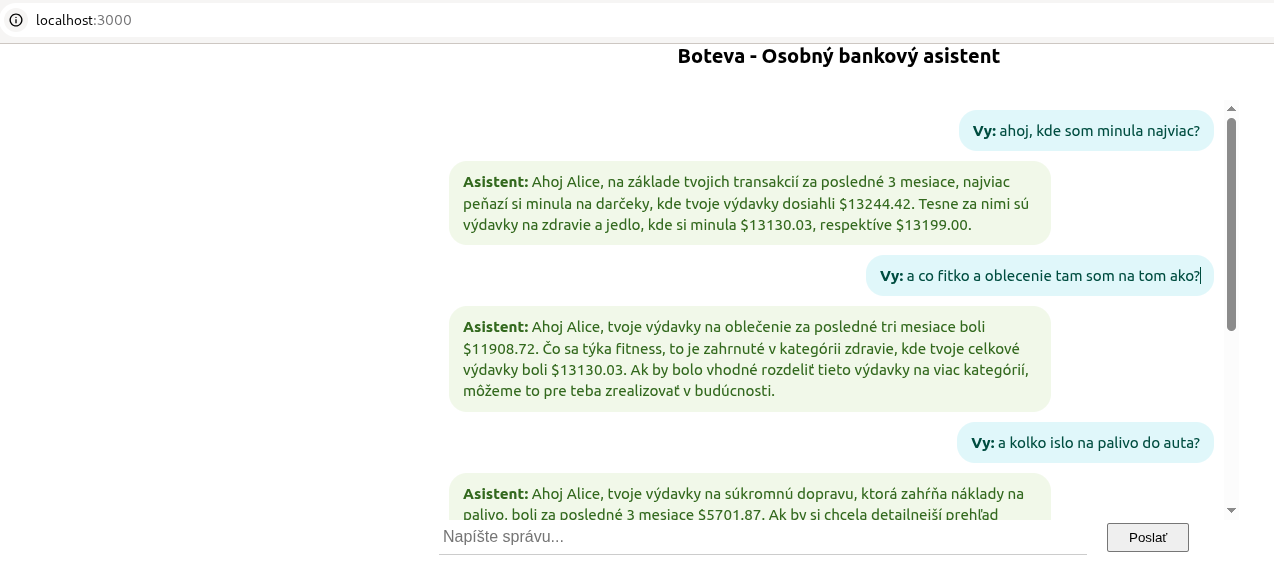 localhost:3000
Boteva - Osobný bankový asistent
Vy: ahoj, kde som minula najviac?
Asistent: Ahoj Alice, na základe tvojich transakcií za posledné 3 mesiace, najviac
peňazí si minula na darčeky, kde tvoje výdavky dosiahli $13244.42. Tesne za nimi sú
výdavky na zdravie a jedlo, kde si minula $13130.03, respektíve $13199.00.
Vy: a co fitko a oblecenie tam som na tom ako?
Asistent: Ahoj Alice, tvoje výdavky na oblečenie za posledné tri mesiace boli
$11908.72. Čo sa týka fitness, to je zahrnuté v kategórii zdravie, kde tvoje celkové
výdavky boli $13130.03. Ak by bolo vhodné rozdeliť tieto výdavky na viac kategórií,
môžeme to pre teba zrealizovať v budúcnosti.
Vy: a kolko islo na palivo do auta?
Asistent: Ahoj Alice, tvoje výdavky na súkromnú dopravu, ktorá zahŕňa náklady na
palivo, boli za posledné 3 mesiace $5701.87. Ak by si chcela detailnejší prehľad
Napíšte správu...
Poslať